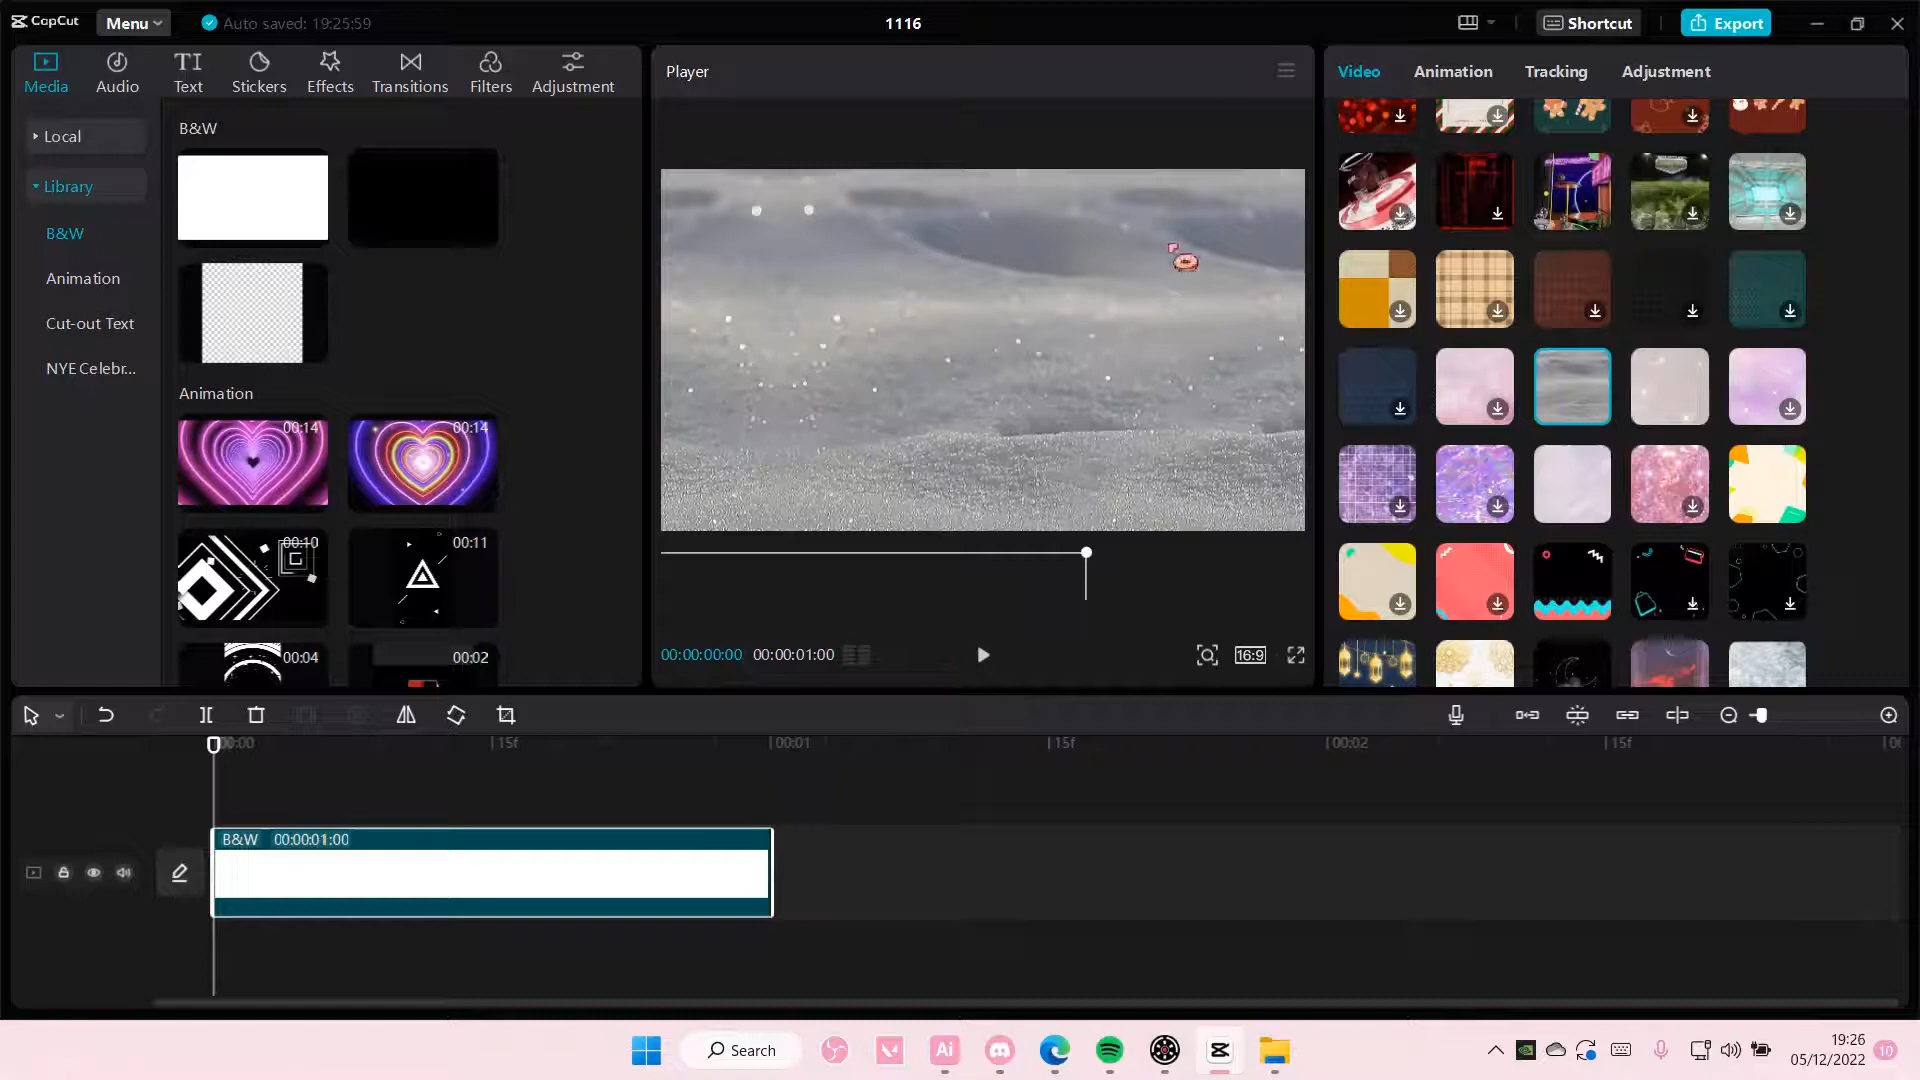 CapCut
Menu
Auto saved: 19:25:59
1116
Shortcut
Export
Media
Audio
TI
Text
Stickers
Effects
Transitions
Filters
Adjustment
Player
Video
Animation
Tracking
Adjustment
Local
Library
B&W
Animation
Cut-out Text
NYE Celebr...
B&W
Animation
00:14
00:14
00:10
00:11
00:04
00:02
00:00:00:00
00:00:01:00
16:9
00:00
15f
00:01
15f
00:02
15f
B&W
00:00:01:00
Search
Ai
19:26
05/12/2022
10